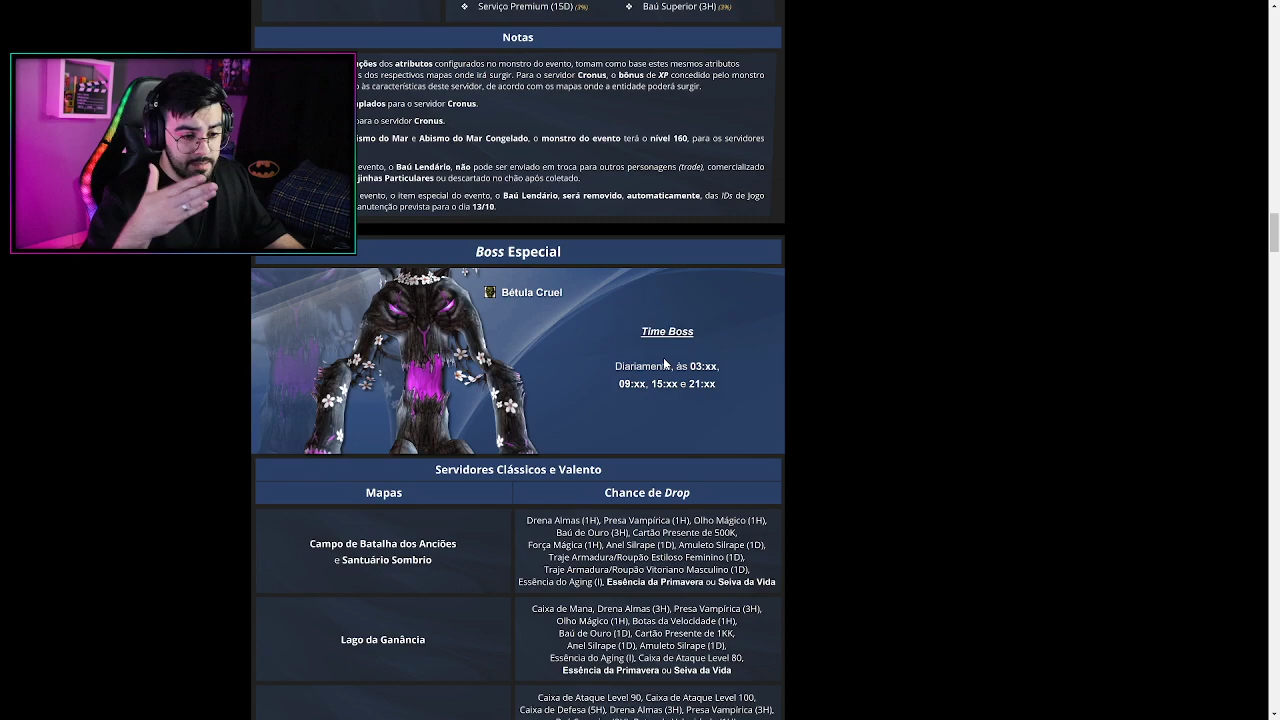 Serviço Premium (15D) (3%)
Baú Superior (3H) (3%)
Notas
dos atributos configurados no monstro do evento, tomam como base estes mesmos atributos
dos respectivos mapas onde irá surgir. Para o servidor Cronus, o bônus de XP concedido pelo monstro
às características deste servidor, de acordo com os mapas onde a entidade poderá surgir.
para o servidor Cronus.
para o servidor Cronus.
do Mar e Abismo do Mar Congelado, o monstro do evento terá o nível 160, para os servidores
evento, o Baú Lendário, não pode ser enviado em troca para outros personagens (trade), comercializado
Particulares ou descartado no chão após coletado.
evento, o item especial do evento, o Baú Lendário, será removido, automaticamente, das IDs de Jogo
prevista para o dia 13/10.
Boss Especial
Bétula Cruel
Time Boss
Diariamente, às 03:xx,
09:xx, 15:xx e 21:xx
Servidores Clássicos e Valento
Mapas
Chance de Drop
Campo de Batalha dos Anciões
e Santuário Sombrio
Drena Almas (1H), Presa Vampírica (1H), Olho Mágico (1H),
Baú de Ouro (3H), Cartão Presente de 500K,
Força Mágica (1H), Anel Silrape (1D), Amuleto Silrape (1D),
Traje Armadura/Roupão Estiloso Feminino (1D),
Traje Armadura/Roupão Vitoriano Masculino (1D),
Essência do Aging (I), Essência da Primavera ou Seiva da Vida
Lago da Ganância
Caixa de Mana, Drena Almas (3H), Presa Vampírica (3H),
Olho Mágico (1H), Botas da Velocidade (1H),
Baú de Ouro (1D), Cartão Presente de 1KK,
Anel Silrape (1D), Amuleto Silrape (1D),
Essência do Aging (I), Caixa de Ataque Level 80,
Essência da Primavera ou Seiva da Vida
Caixa de Ataque Level 90, Caixa de Ataque Level 100,
Caixa de Defesa (5H), Drena Almas (3H), Presa Vampírica (3H),